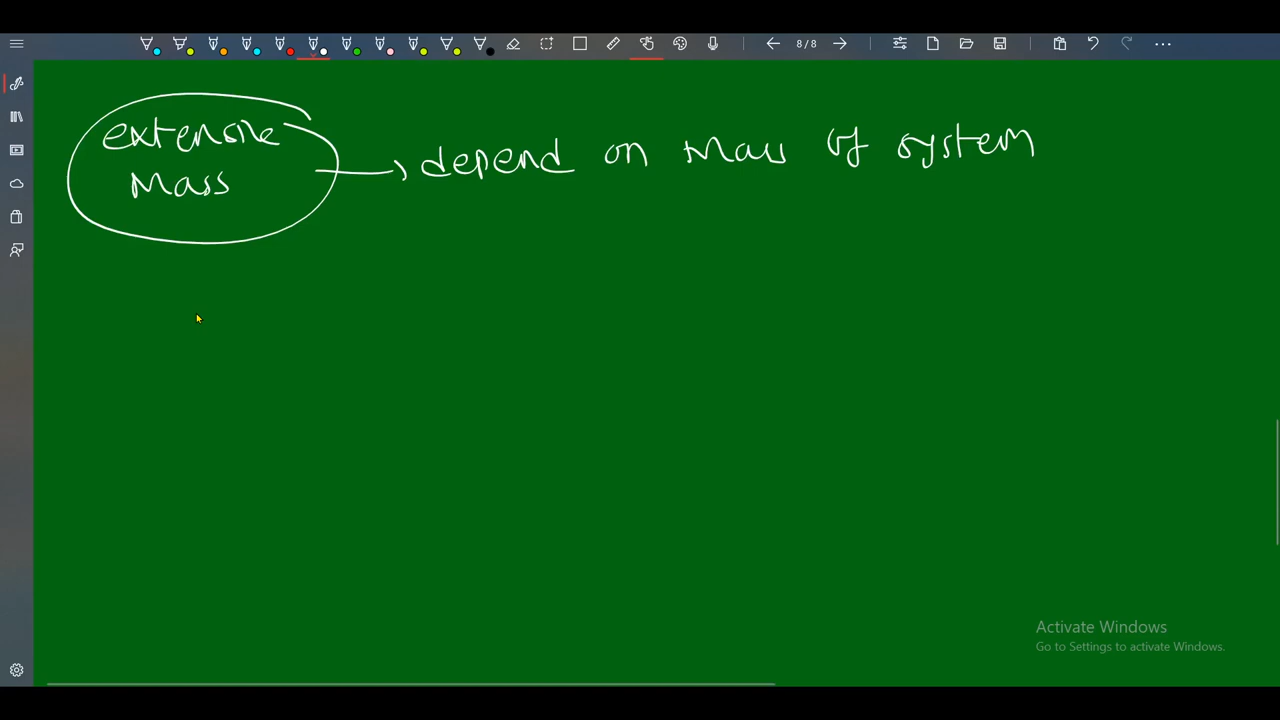 8/8
extensive
Mass
depend on Mass of system
Activate Windows
Go to Settings to activate Windows.